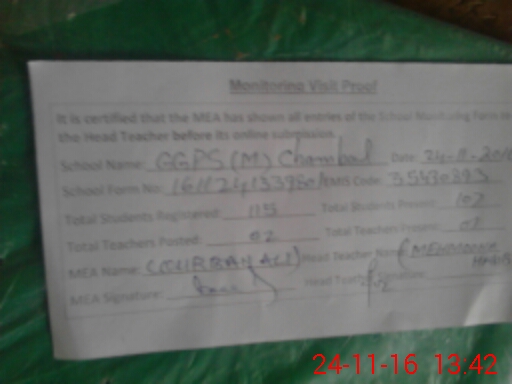 Monitoring Visit Proof
It is certified that the MEA has shown all entries of the School Monitoring Form to
the Head Teacher before its online submission.
School Name: GGPS (M) Chambal Date: 24-11-2016
School Form No: EMIS Code:
Total Students Registered: 115 Total Students Present: 107
Total Teachers Posted: 02 Total Teachers Present: 02
MEA Name: (QURBAN ALI) Head Teacher Name:
MEA Signature: Head Teacher Signature:
24-11-16 13:42